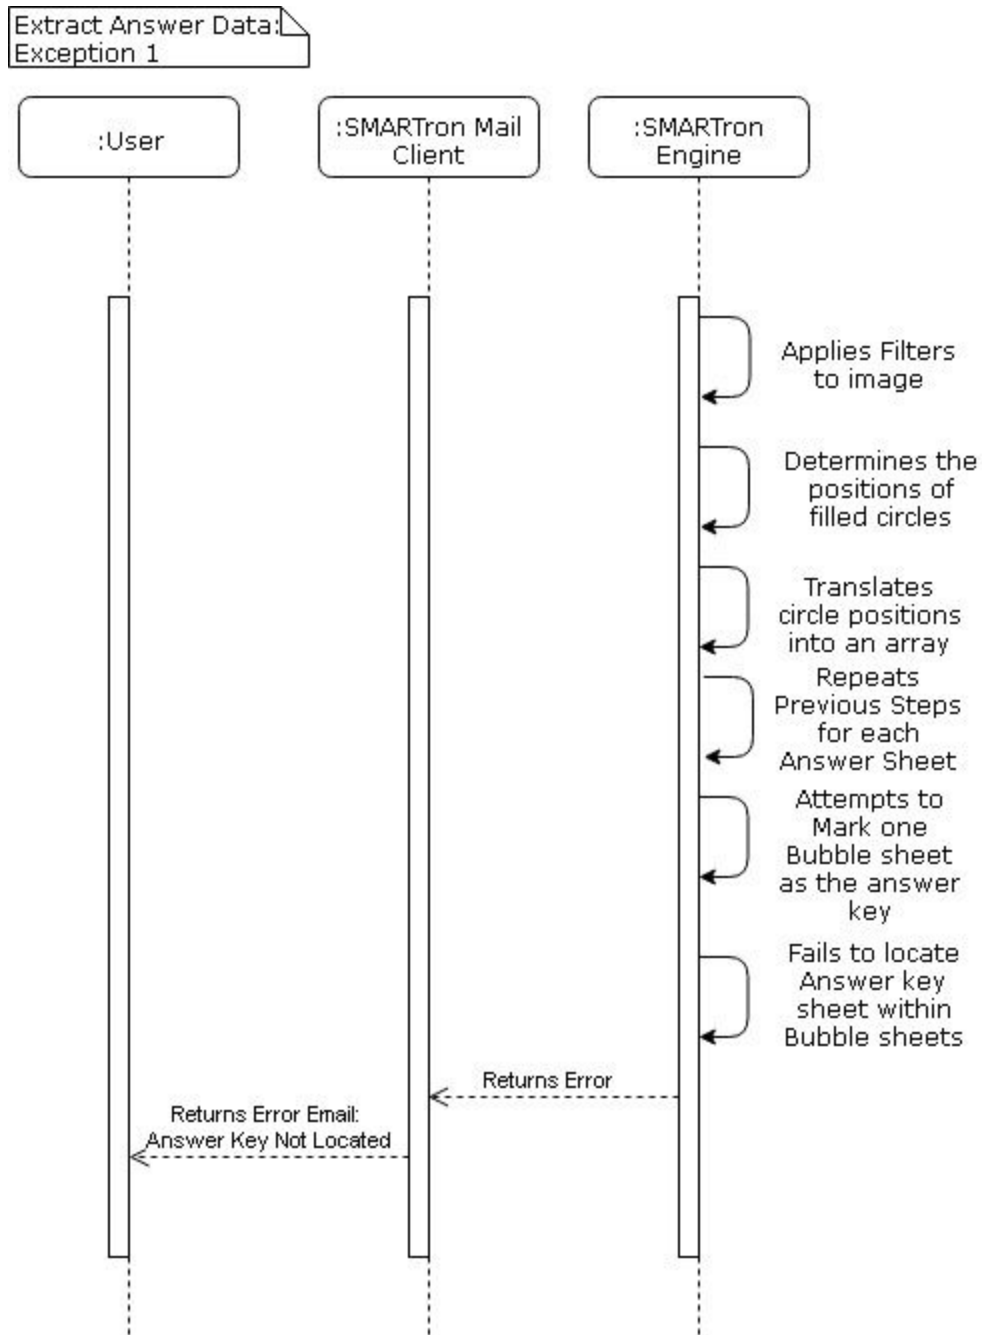 Extract Answer Data:
Exception 1
:User
:SMARTron Mail
Client
:SMARTron
Engine
Applies Filters
to image
Determines the
positions of
filled circles
Translates
circle positions
into an array
Repeats
Previous Steps
for each
Answer Sheet
Attempts to
Mark one
Bubble sheet
as the answer
key
Fails to locate
Answer key
sheet within
Bubble sheets
Returns Error
Returns Error Email:
Answer Key Not Located